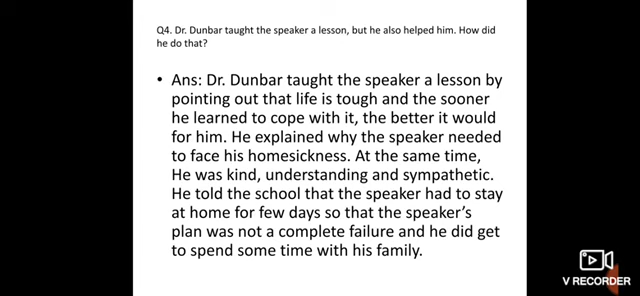 Q4. Dr. Dunbar taught the speaker a lesson, but he also helped him. How did
he do that?
• Ans: Dr. Dunbar taught the speaker a lesson by
pointing out that life is tough and the sooner
he learned to cope with it, the better it would
for him. He explained why the speaker needed
to face his homesickness. At the same time,
He was kind, understanding and sympathetic.
He told the school that the speaker had to stay
at home for few days so that the speaker's
plan was not a complete failure and he did get
to spend some time with his family.
V RECORDER